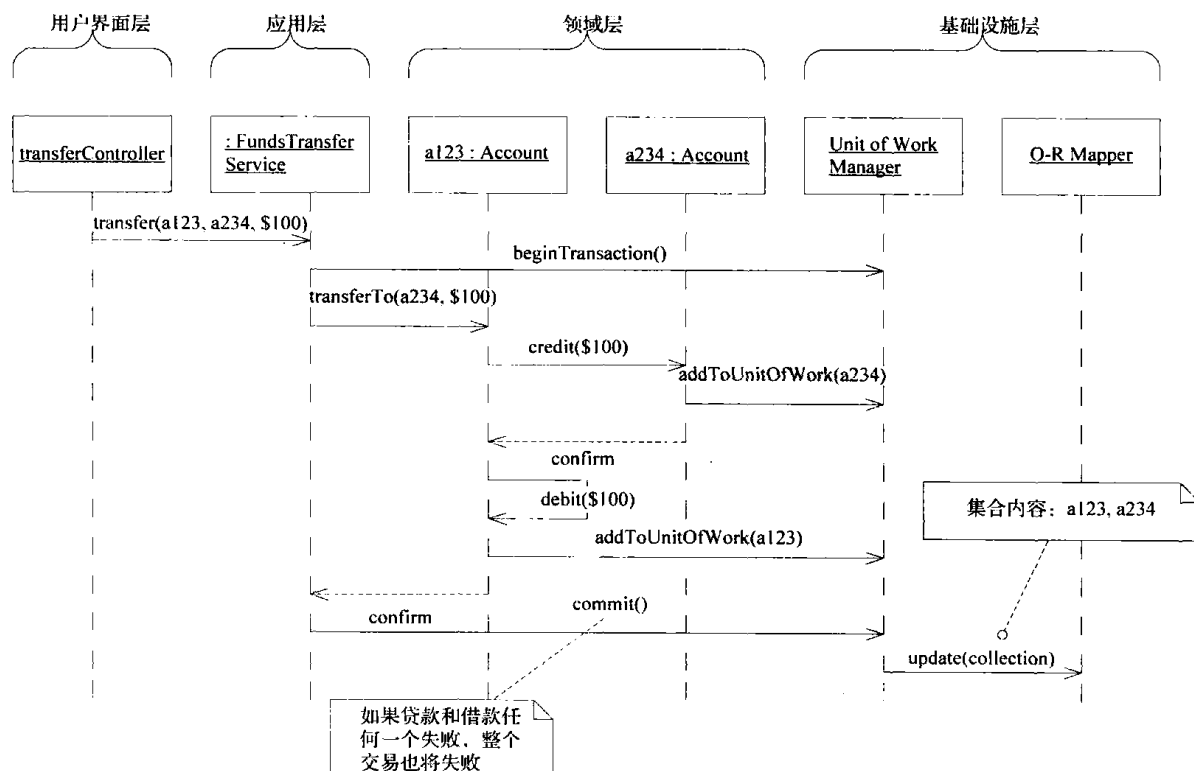 用户界面层
应用层
领域层
基础设施层
transferController
: FundsTransfer
Service
a123 : Account
a234 : Account
Unit of Work
Manager
O-R Mapper
transfer(a123, a234, $100)
beginTransaction()
transferTo(a234, $100)
credit($100)
addToUnitOfWork(a234)
confirm
debit($100)
集合内容：a123, a234
addToUnitOfWork(a123)
commit()
confirm
update(collection)
如果贷款和借款任
何一个失败，整个
交易也将失败